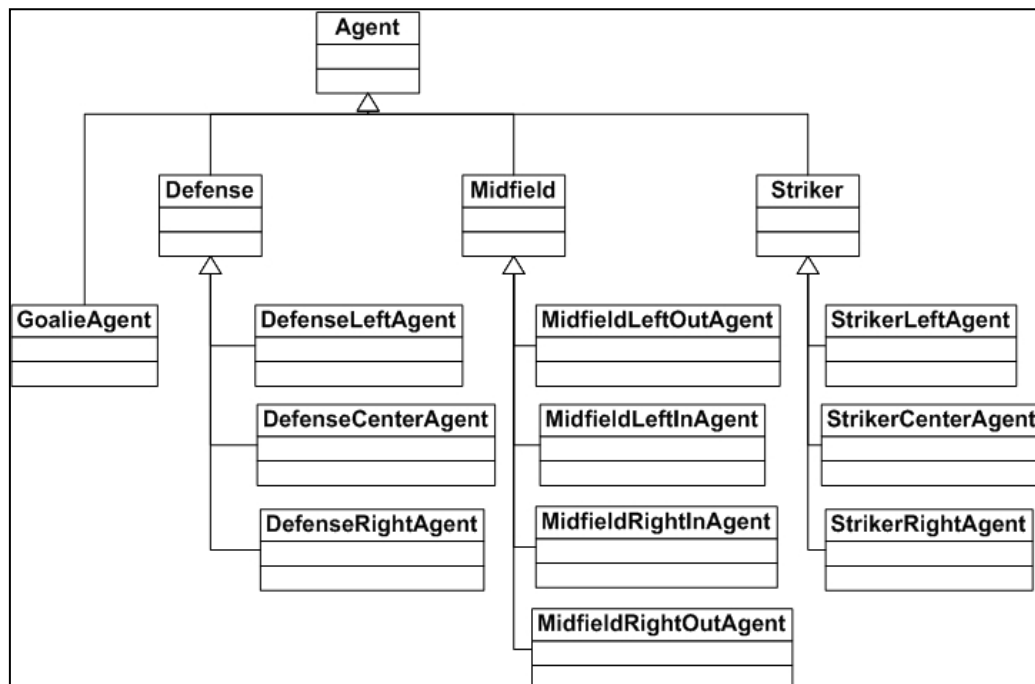 Agent
Defense
Midfield
Striker
GoalieAgent
DefenseLeftAgent
MidfieldLeftOutAgent
StrikerLeftAgent
DefenseCenterAgent
MidfieldLeftInAgent
StrikerCenterAgent
DefenseRightAgent
MidfieldRightInAgent
StrikerRightAgent
MidfieldRightOutAgent